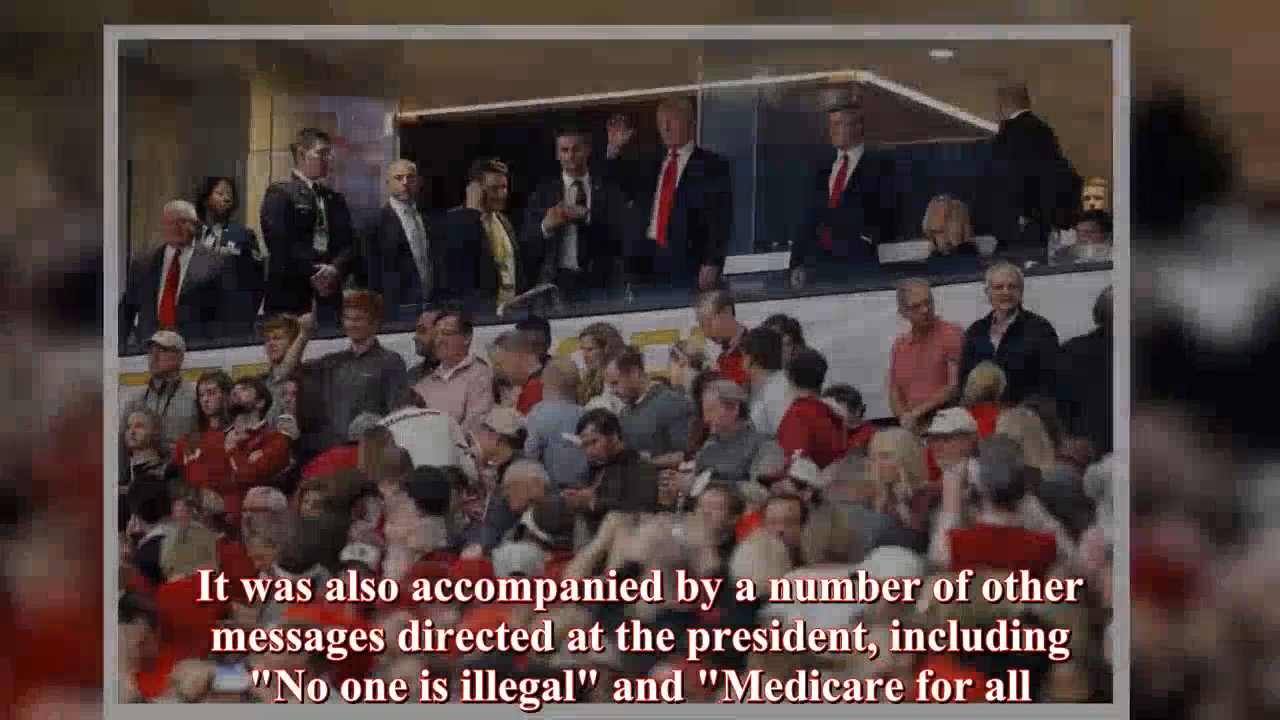 It was also accompanied by a number of other
messages directed at the president, including
"No one is illegal" and "Medicare for all